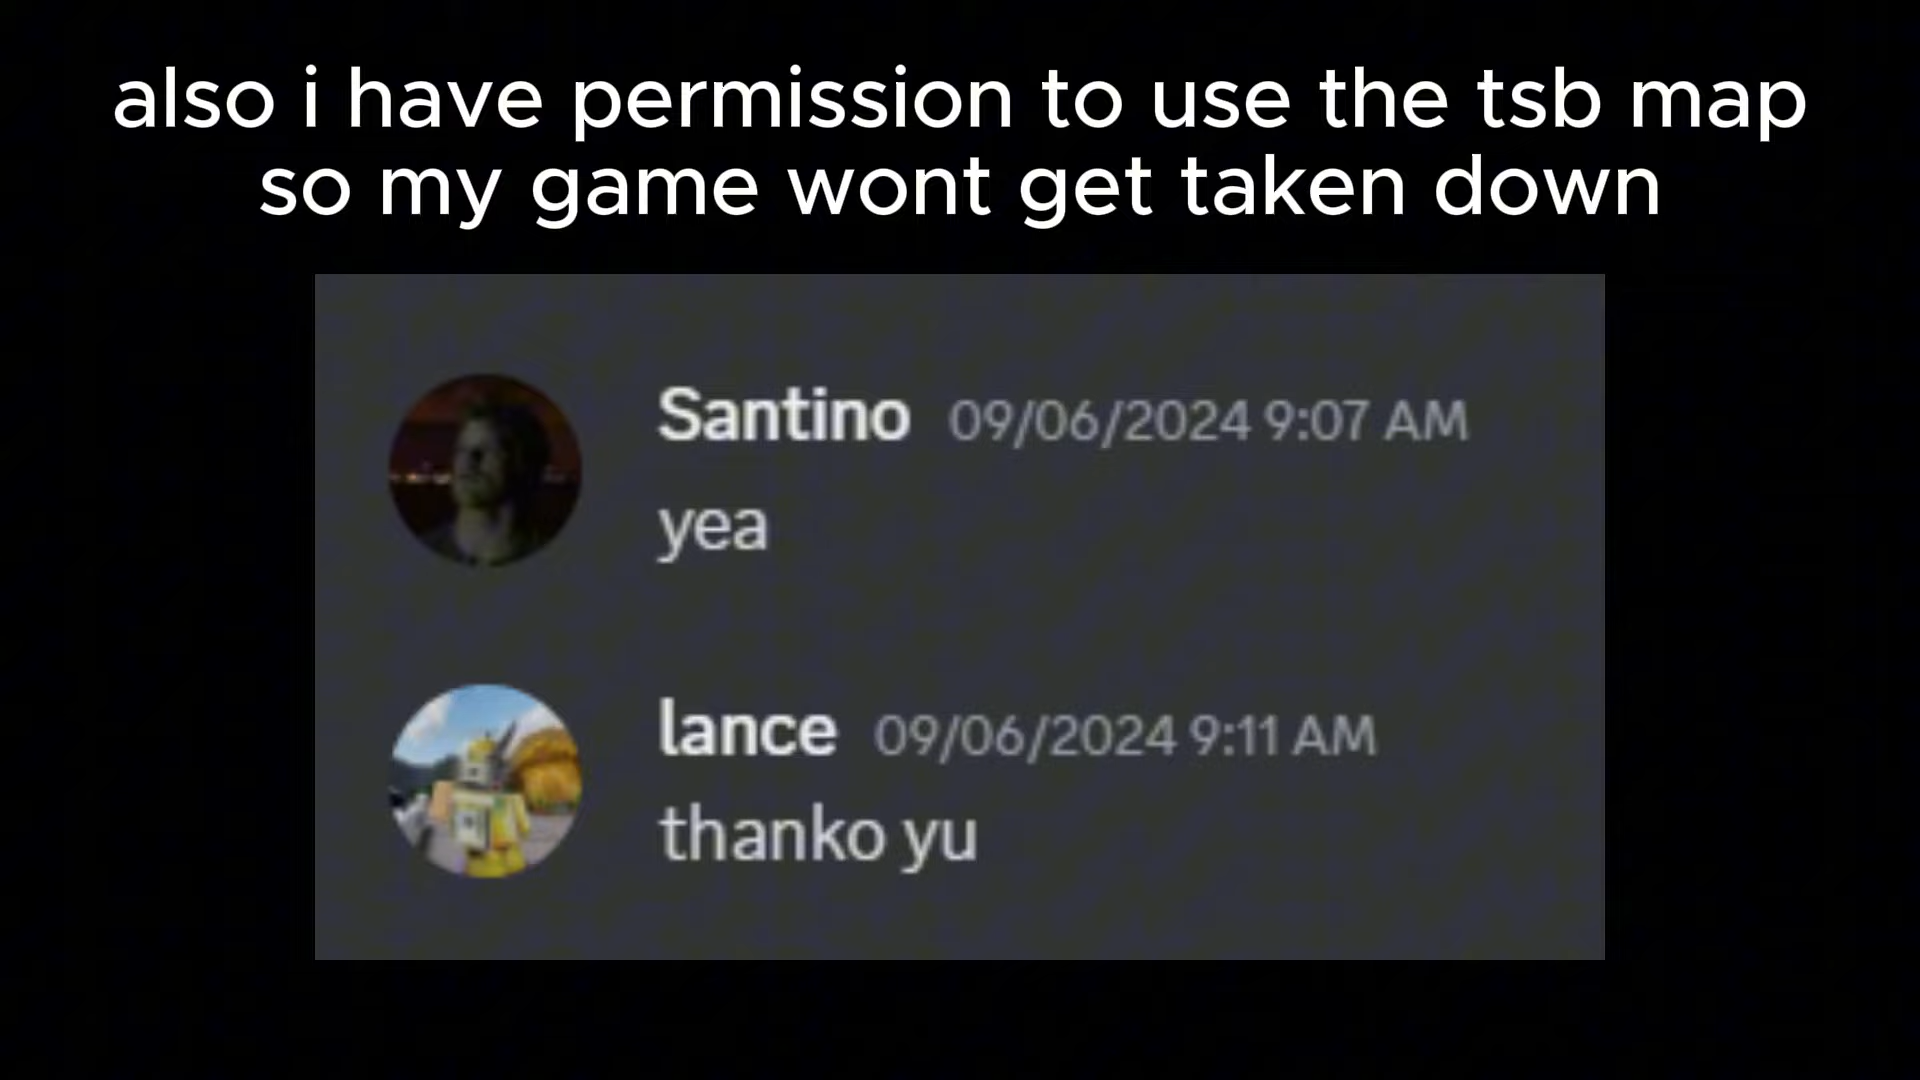 also i have permission to use the tsb map
so my game wont get taken down
Santino 09/06/2024 9:07 AM
yea
lance 09/06/2024 9:11 AM
thanko yu